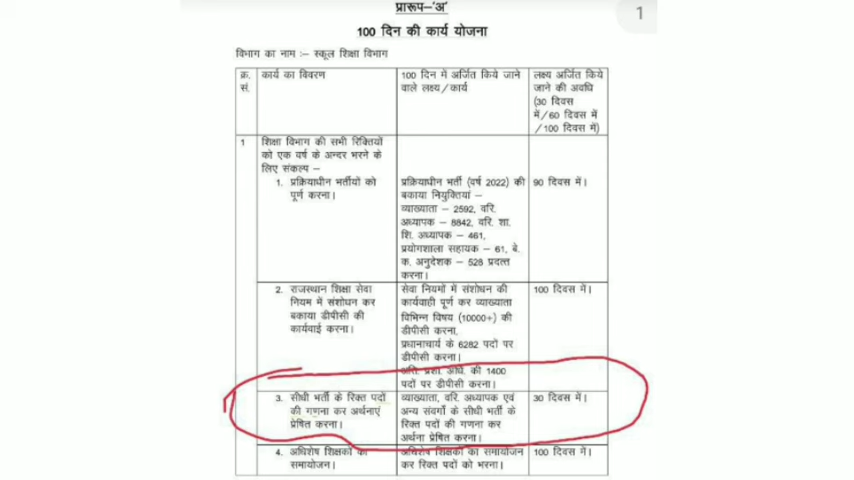 प्रारूप–'अ'
1
100 दिन की कार्य योजना
विभाग का नाम :– स्कूल शिक्षा विभाग
क्र. सं.
कार्य का विवरण
100 दिन में अर्जित किये जाने
वाले लक्ष्य/कार्य
लक्ष्य अर्जित किये
जाने की अवधि
(30 दिवस
में/60 दिवस में
/100 दिवस में)
1
शिक्षा विभाग की सभी रिक्तियों
को एक वर्ष के अन्दर भरने के
लिए संकल्प –
1. प्रक्रियाधीन भर्तीयों को
पूर्ण करना।
प्रक्रियाधीन भर्ती (वर्ष 2022) की
बकाया नियुक्तियां –
व्याख्याता – 2592, वरि.
अध्यापक – 8842, वरि. शा.
शि. अध्यापक – 461,
प्रयोगशाला सहायक – 61, बे.
क. अनुदेशक – 528 प्रदत्त
करना।
90 दिवस में।
2. राजस्थान शिक्षा सेवा
नियम में संशोधन कर
बकाया डीपीसी की
कार्यवाई करना।
सेवा नियमों में संशोधन की
कार्यवाही पूर्ण कर व्याख्याता
विभिन्न विषय (10000+) की
डीपीसी करना,
प्रधानाचार्य के 6282 पदों पर
डीपीसी करना।
अति. प्रशा. अधि. की 1400
पदों पर डीपीसी करना।
100 दिवस में।
3. सीधी भर्ती के रिक्त पदों
की गणना कर अर्थनाएं
प्रेषित करना।
व्याख्याता, वरि. अध्यापक एवं
अन्य संवर्गो के सीधी भर्ती के
रिक्त पदों की गणना कर
अर्थना प्रेषित करना।
30 दिवस में।
4. अधिशेष शिक्षकों का
समायोजन।
अधिशेष शिक्षकों का समायोजन
कर रिक्त पदों को भरना।
100 दिवस में।